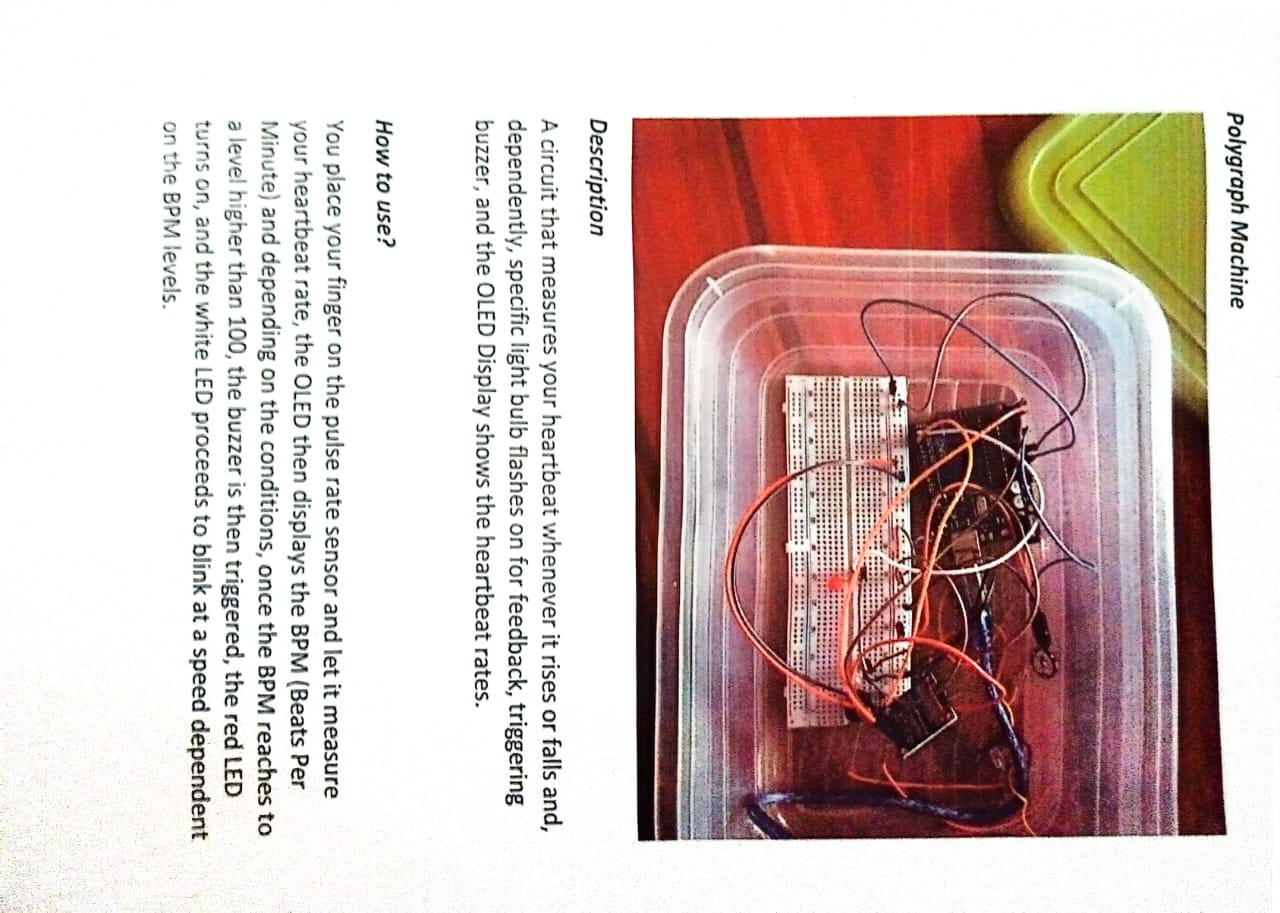 Polygraph Machine
Description
A circuit that measures your heartbeat whenever it rises or falls and,
dependently, specific light bulb flashes on for feedback, triggering
buzzer, and the OLED Display shows the heartbeat rates.
How to use?
You place your finger on the pulse rate sensor and let it measure
your heartbeat rate, the OLED then displays the BPM (Beats Per
Minute) and depending on the conditions, once the BPM reaches to
a level higher than 100, the buzzer is then triggered, the red LED
turns on, and the white LED proceeds to blink at a speed dependent
on the BPM levels.